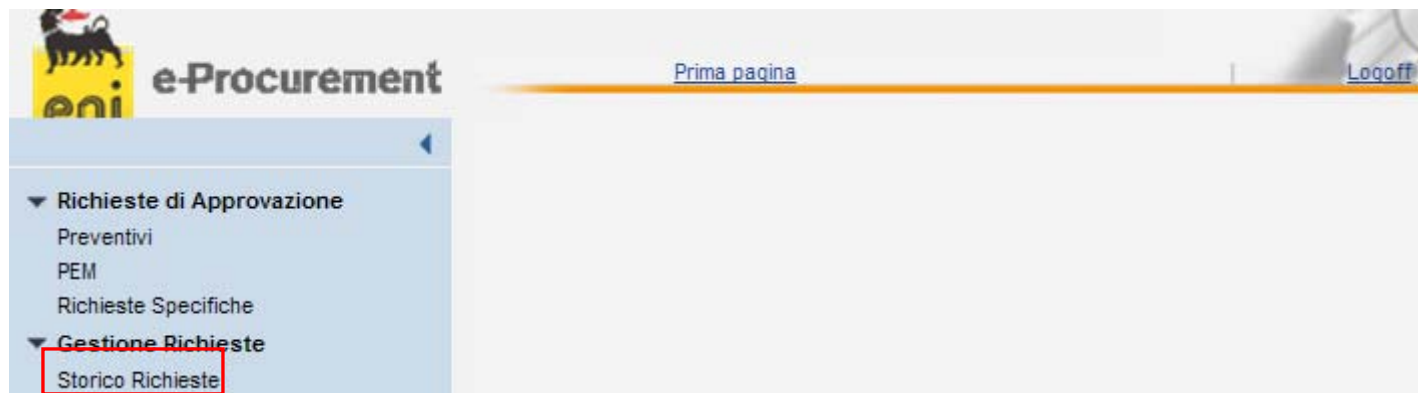 eni
e-Procurement
Prima pagina
Logoff
Richieste di Approvazione
Preventivi
PEM
Richieste Specifiche
Gestione Richieste
Storico Richieste